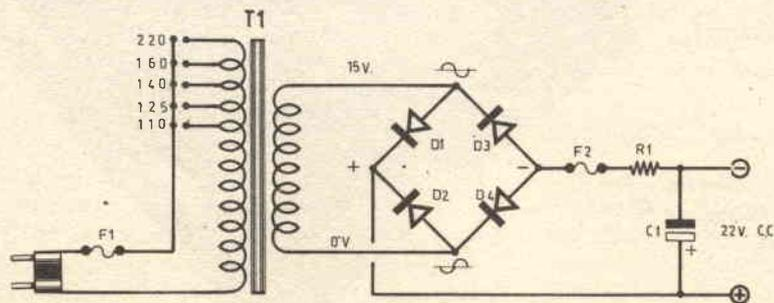 T1
220
160
140
125
110
15V.
D1
D3
+
-
F2
R1
D2
D4
F1
0V
C1
22V. C.C
+
-
+